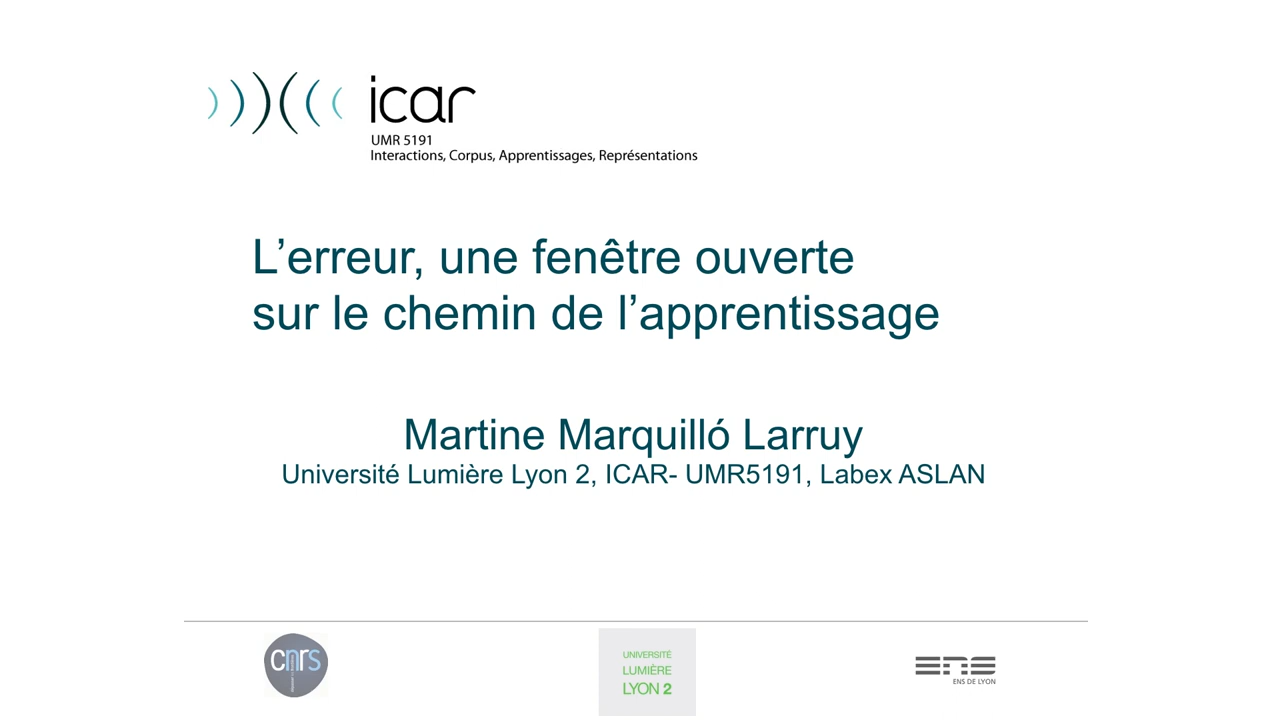 icar
UMR 5191
Interactions, Corpus, Apprentissages, Représentations
L’erreur, une fenêtre ouverte
sur le chemin de l’apprentissage
Martine Marquilló Larruy
Université Lumière Lyon 2, ICAR- UMR5191, Labex ASLAN
cnrs
UNIVERSITÉ
LUMIÈRE
LYON 2
ENS
ENS DE LYON